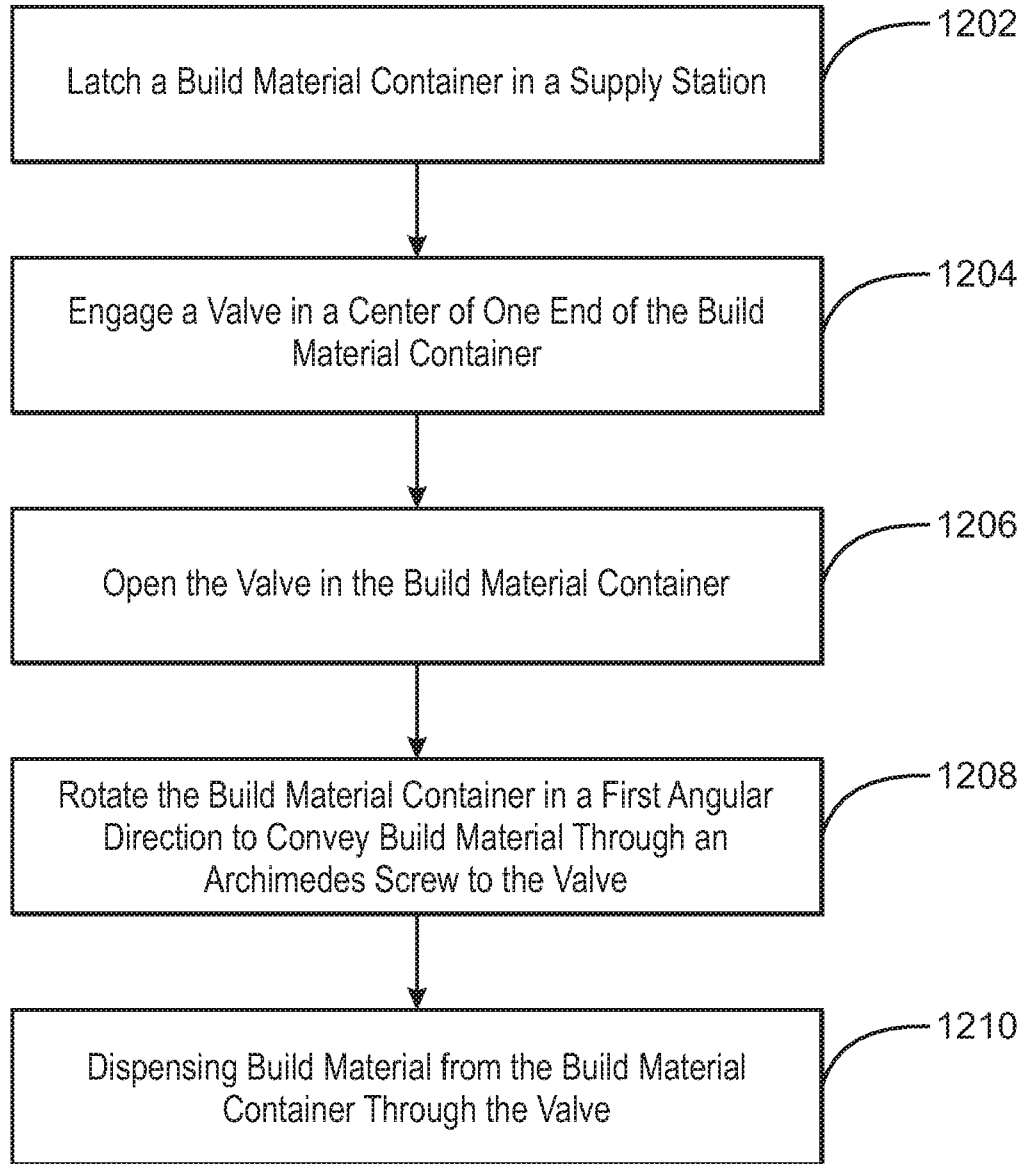 1202
Latch a Build Material Container in a Supply Station
1204
Engage a Valve in a Center of One End of the Build
Material Container
1206
Open the Valve in the Build Material Container
1208
Rotate the Build Material Container in a First Angular
Direction to Convey Build Material Through an
Archimedes Screw to the Valve
1210
Dispensing Build Material from the Build Material
Container Through the Valve